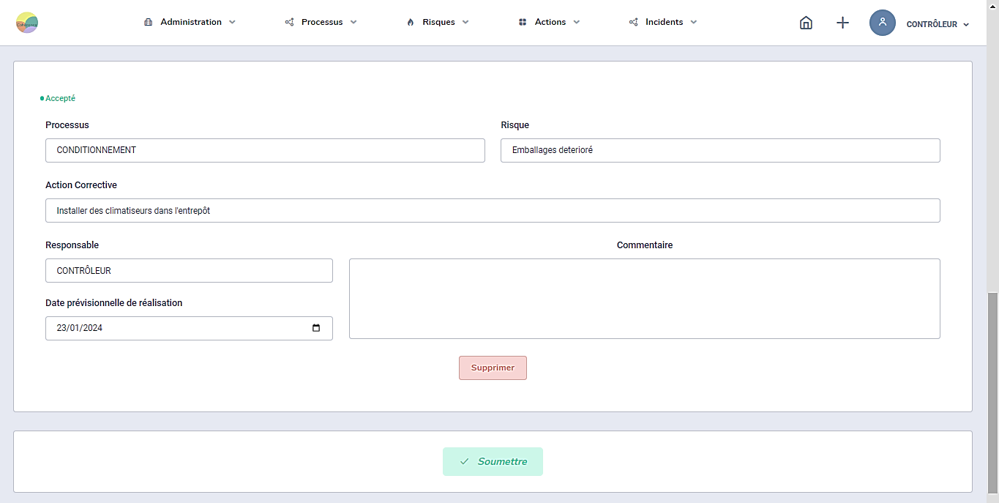 Cohérence
Administration Processus Risques Actions Incidents CONTRÔLEUR
Accepté
Processus Risque
CONDITIONNEMENT Emballages deterioré
Action Corrective
Installer des climatiseurs dans l'entrepôt
Responsable Commentaire
CONTRÔLEUR
Date prévisionnelle de réalisation
23/01/2024
Supprimer
Soumettre